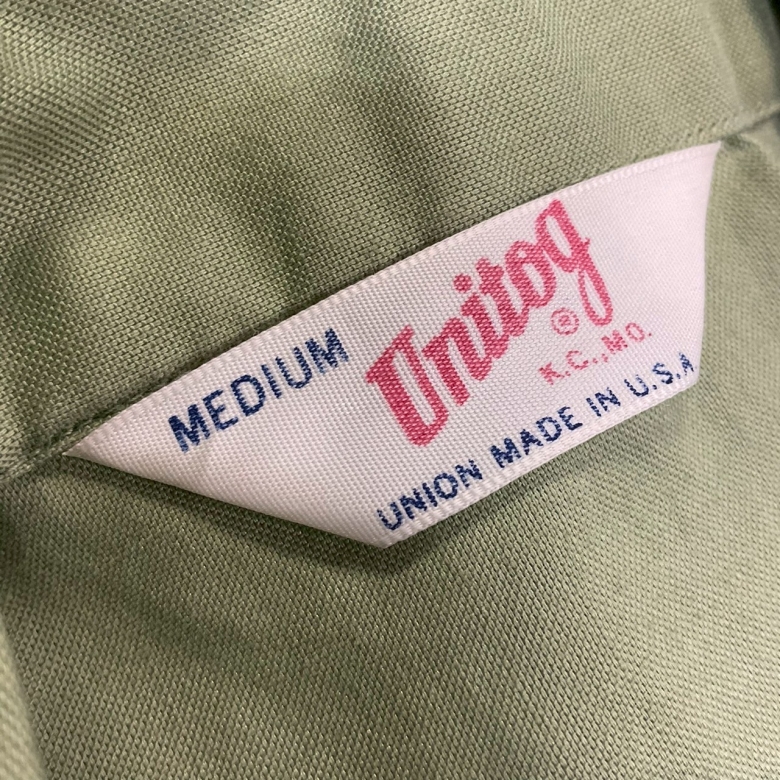 MEDIUM
Unitog
®
K.C., MO.
UNION MADE IN U.S.A